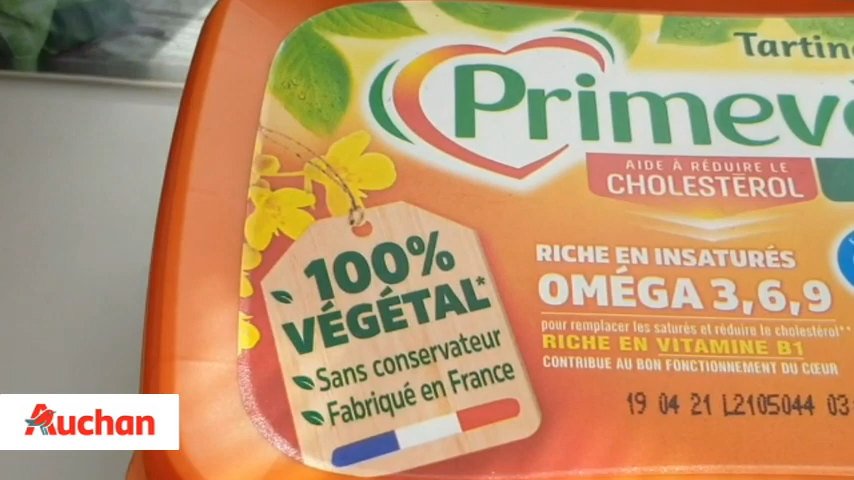 Tartine
Primevè
AIDE À RÉDUIRE LE
CHOLESTÉROL
100%
VÉGÉTAL*
Sans conservateur
Fabriqué en France
RICHE EN INSATURÉS
OMÉGA 3,6,9
pour remplacer les saturés et réduire le cholestérol**
RICHE EN VITAMINE B1
CONTRIBUE AU BON FONCTIONNEMENT DU CŒUR
19 04 21 L2105044 03
Auchan